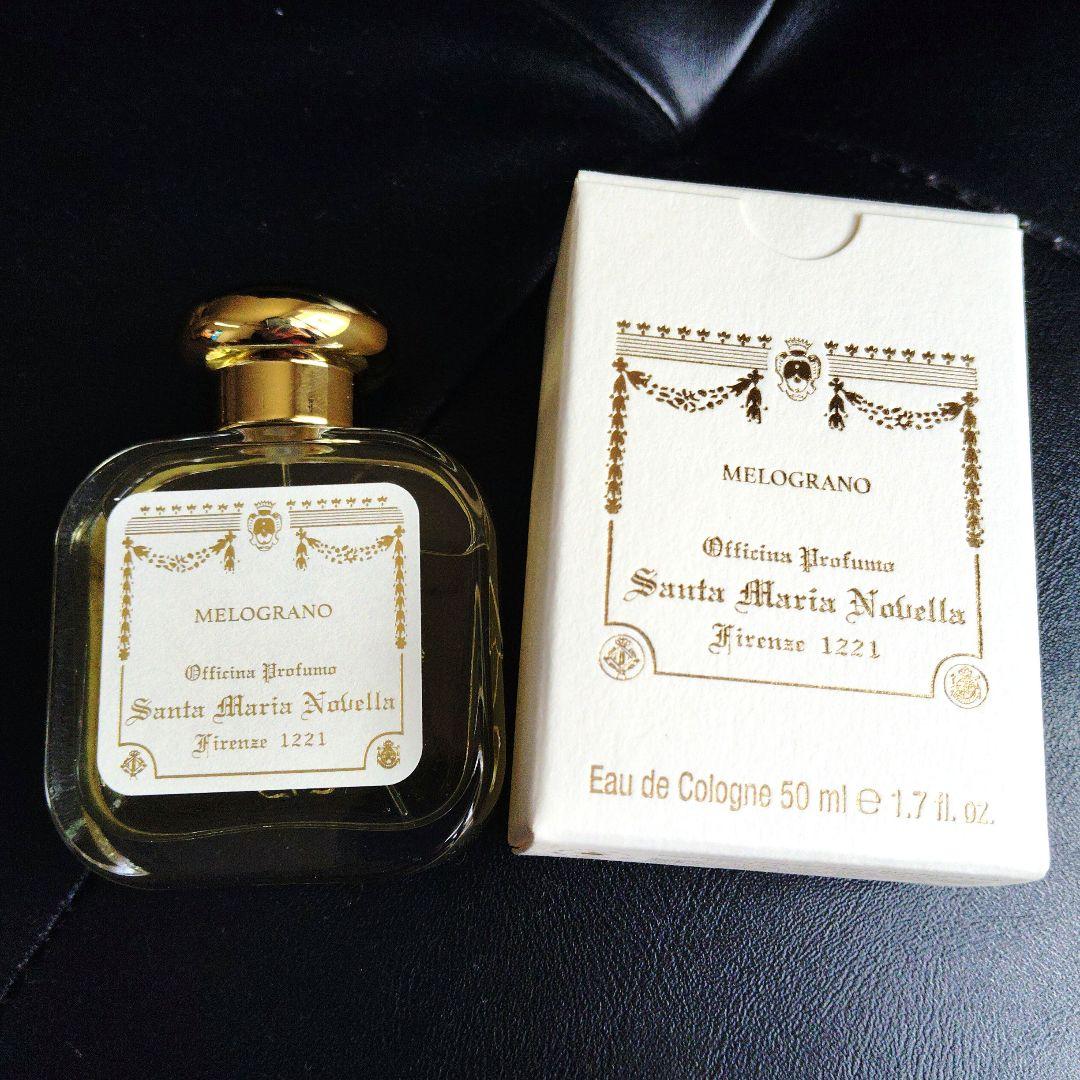 MELOGRANO
Officina Profumo
Santa Maria Novella
Firenze 1221
MELOGRANO
Officina Profumo
Santa Maria Novella
Firenze 1221
Eau de Cologne 50 ml ℮ 1.7 fl. oz.